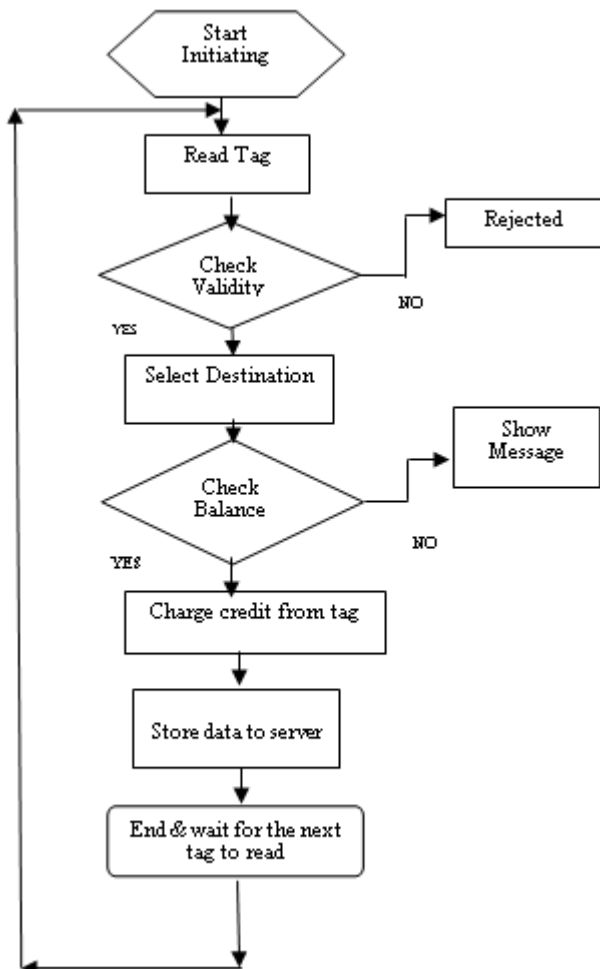 Start
Initiating
Read Tag
Rejected
Check
Validity
NO
YES
Select Destination
Show
Message
Check
Balance
NO
YES
Charge credit from tag
Store data to server
End & wait for the next
tag to read